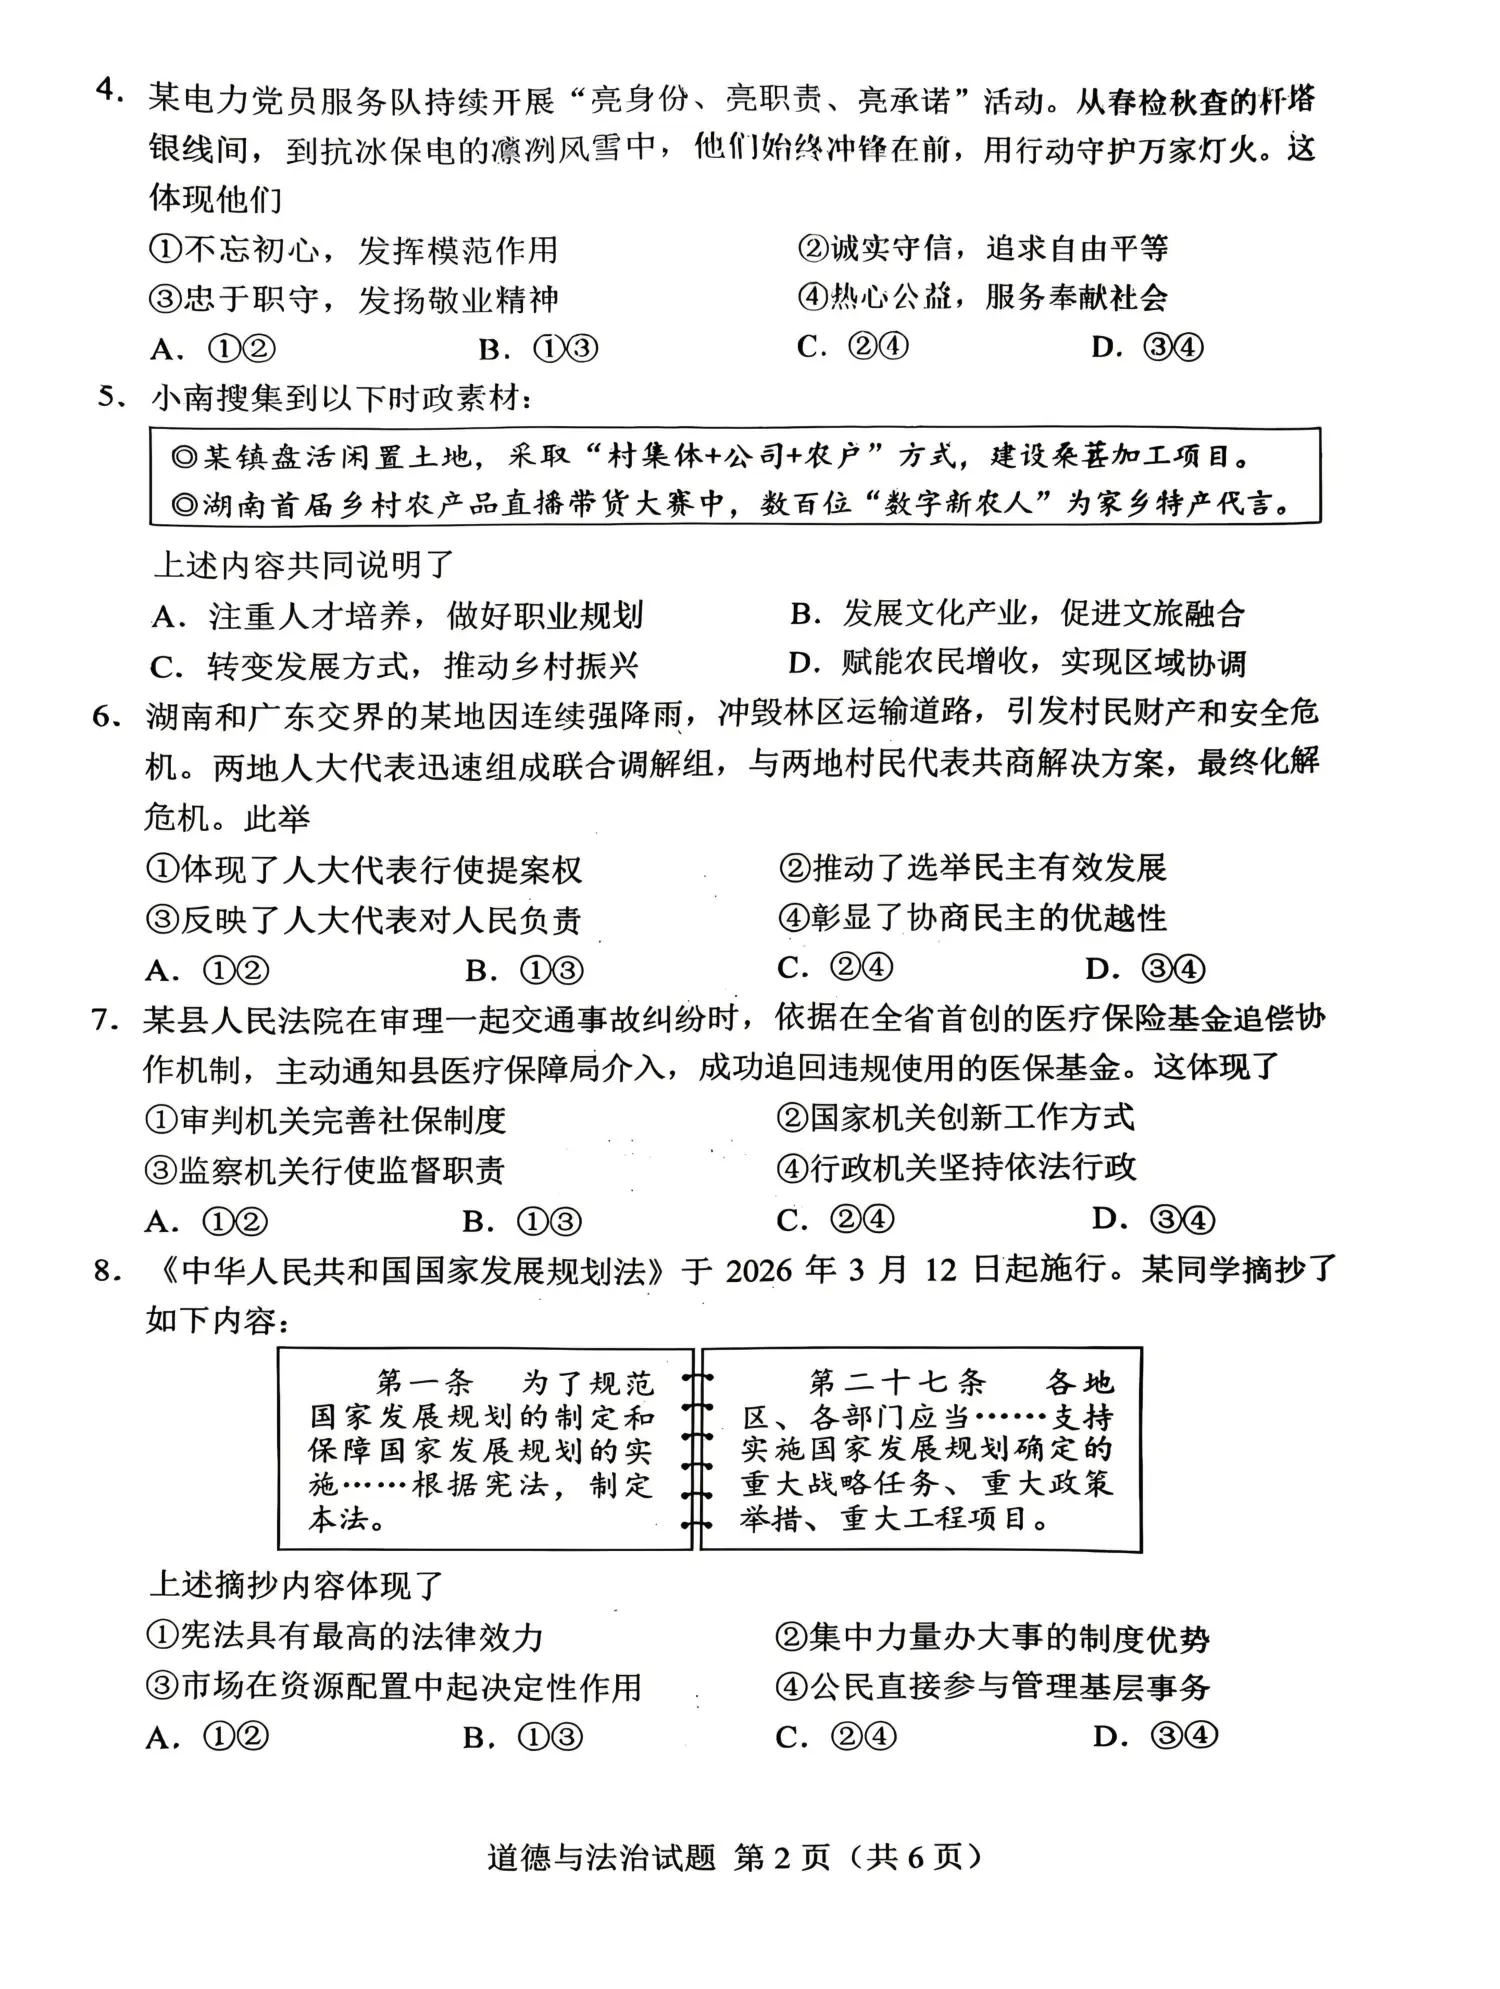 4. 某电力党员服务队持续开展“亮身份、亮职责、亮承诺”活动。从春检秋查的杆塔
银线间，到抗冰保电的凛冽风雪中，他们始终冲锋在前，用行动守护万家灯火。这
体现他们
①不忘初心，发挥模范作用 ②诚实守信，追求自由平等
③忠于职守，发扬敬业精神 ④热心公益，服务奉献社会
A. ①② B. ①③ C. ②④ D. ③④
5. 小南搜集到以下时政素材：
◎某镇盘活闲置土地，采取“村集体+公司+农户”方式，建设桑葚加工项目。
◎湖南首届乡村农产品直播带货大赛中，数百位“数字新农人”为家乡特产代言。
上述内容共同说明了
A. 注重人才培养，做好职业规划 B. 发展文化产业，促进文旅融合
C. 转变发展方式，推动乡村振兴 D. 赋能农民增收，实现区域协调
6. 湖南和广东交界的某地因连续强降雨，冲毁林区运输道路，引发村民财产和安全危
机。两地人大代表迅速组成联合调解组，与两地村民代表共商解决方案，最终化解
危机。此举
①体现了人大代表行使提案权 ②推动了选举民主有效发展
③反映了人大代表对人民负责 ④彰显了协商民主的优越性
A. ①② B. ①③ C. ②④ D. ③④
7. 某县人民法院在审理一起交通事故纠纷时，依据在全省首创的医疗保险基金追偿协
作机制，主动通知县医疗保障局介入，成功追回违规使用的医保基金。这体现了
①审判机关完善社保制度 ②国家机关创新工作方式
③监察机关行使监督职责 ④行政机关坚持依法行政
A. ①② B. ①③ C. ②④ D. ③④
8. 《中华人民共和国国家发展规划法》于 2026 年 3 月 12 日起施行。某同学摘抄了
如下内容：
第一条 为了规范
国家发展规划的制定和
保障国家发展规划的实
施……根据宪法，制定
本法。
第二十七条 各地
区、各部门应当……支持
实施国家发展规划确定的
重大战略任务、重大政策
举措、重大工程项目。
上述摘抄内容体现了
①宪法具有最高的法律效力 ②集中力量办大事的制度优势
③市场在资源配置中起决定性作用 ④公民直接参与管理基层事务
A. ①② B. ①③ C. ②④ D. ③④
道德与法治试题 第 2 页（共 6 页）